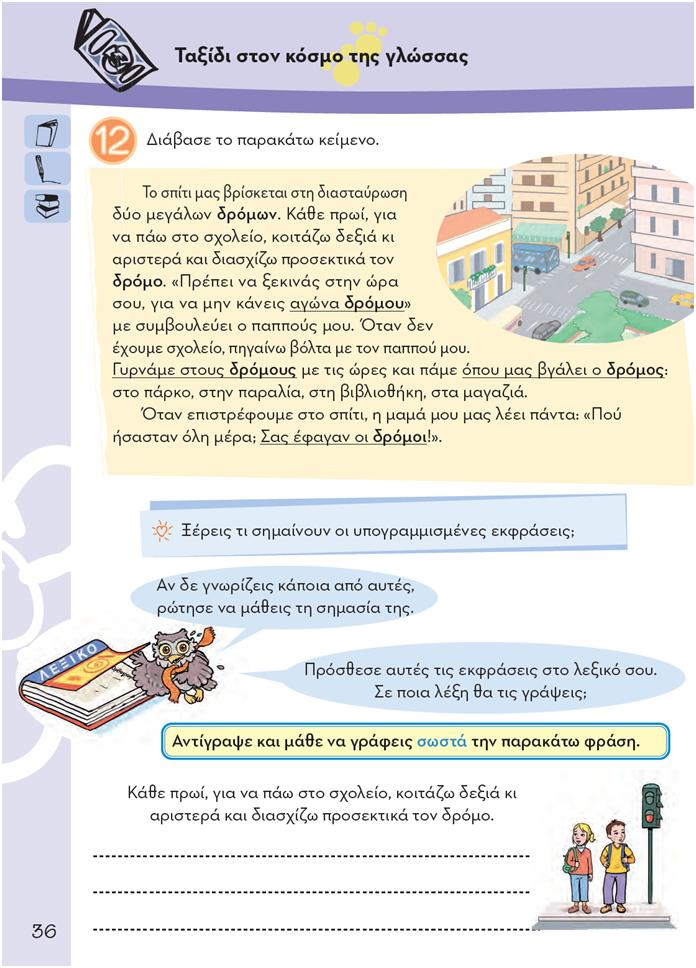 Ταξίδι στον κόσμο της γλώσσας
12 Διάβασε το παρακάτω κείμενο.
Το σπίτι μας βρίσκεται στη διασταύρωση
δύο μεγάλων δρόμων. Κάθε πρωί, για
να πάω στο σχολείο, κοιτάζω δεξιά κι
αριστερά και διασχίζω προσεκτικά τον
δρόμο. «Πρέπει να ξεκινάς στην ώρα
σου, για να μην κάνεις αγώνα δρόμου»
με συμβουλεύει ο παππούς μου. Όταν δεν
έχουμε σχολείο, πηγαίνω βόλτα με τον παππού μου.
Γυρνάμε στους δρόμους με τις ώρες και πάμε όπου μας βγάλει ο δρόμος:
στο πάρκο, στην παραλία, στη βιβλιοθήκη, στα μαγαζιά.
Όταν επιστρέφουμε στο σπίτι, η μαμά μου μας λέει πάντα: «Πού
ήσασταν όλη μέρα; Σας έφαγαν οι δρόμοι!».
Ξέρεις τι σημαίνουν οι υπογραμμισμένες εκφράσεις;
Αν δε γνωρίζεις κάποια από αυτές,
ρώτησε να μάθεις τη σημασία της.
ΛΕΞΙΚΟ
Πρόσθεσε αυτές τις εκφράσεις στο λεξικό σου.
Σε ποια λέξη θα τις γράψεις;
Αντίγραψε και μάθε να γράφεις σωστά την παρακάτω φράση.
Κάθε πρωί, για να πάω στο σχολείο, κοιτάζω δεξιά κι
αριστερά και διασχίζω προσεκτικά τον δρόμο.
36